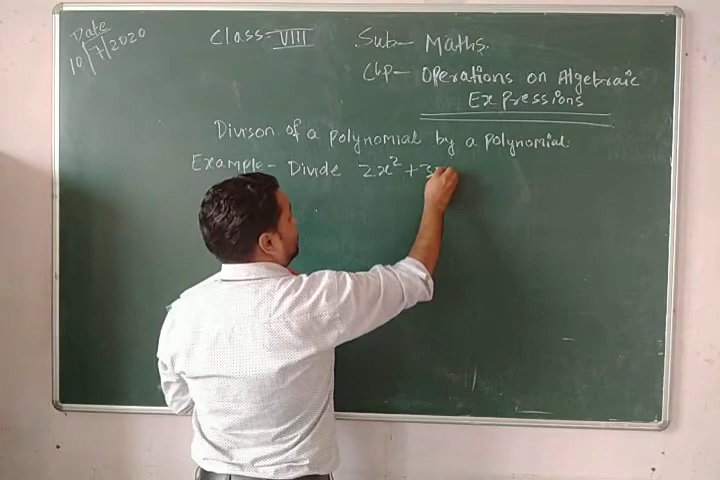 Date
10/7/2020
Class-VIII Sub- Maths.
Chp- Operations on Algebraic
Expressions
Divison of a polynomial by a polynomial.
Example- Divide 2x² + 3